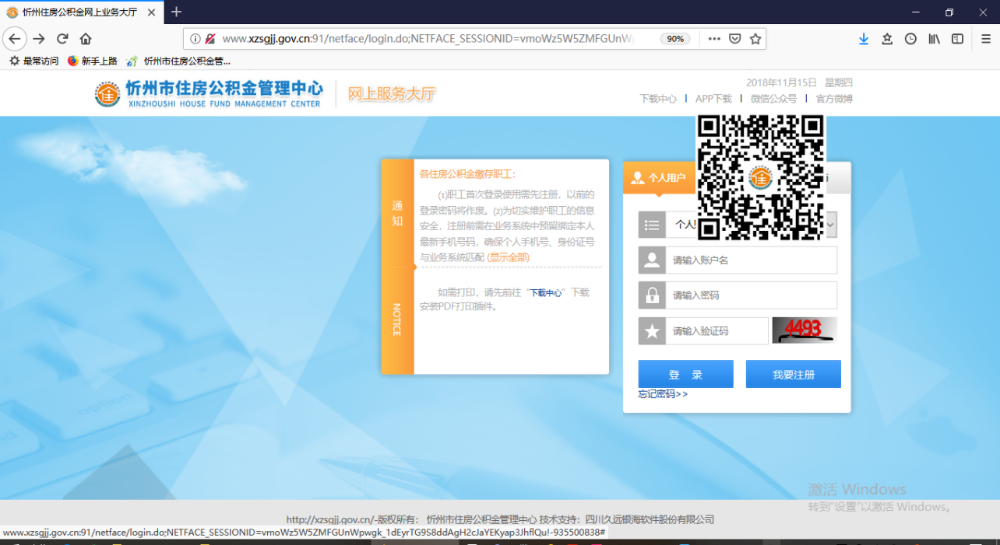 忻州住房公积金网上业务大厅
www.xzsgjj.gov.cn:91/netface/login.do;NETFACE_SESSIONID=vmoWz5W5ZMFGUnW
90%
最常访问 新手上路 忻州市住房公积金管...
忻州市住房公积金管理中心
XINZHOUSHI HOUSE FUND MANAGEMENT CENTER
网上服务大厅
2018年11月15日 星期四
下载中心 APP下载 微信公众号 官方微博
通知
NOTICE
各住房公积金缴存职工：
(1)职工首次登录使用需先注册，以前的
登录密码将作废。(2)为切实维护职工的信息
安全，注册前需在业务系统中预留绑定本人
最新手机号码，确保个人手机号、身份证号
与业务系统匹配 (显示全部)
如需打印，请先前往“下载中心”下载
安装PDF打印插件。
个人用户
个人
请输入账户名
请输入密码
请输入验证码
4493
登 录
我要注册
忘记密码>>
激活 Windows
转到"设置"以激活 Windows。
http://xzsgjj.gov.cn/-版权所有： 忻州市住房公积金管理中心 技术支持：四川久远银海软件股份有限公司
www.xzsgjj.gov.cn:91/netface/login.do;NETFACE_SESSIONID=vmoWz5W5ZMFGUnWpwgk_1dEyrTG9S8ddAgH2cJaYEKyap3JhflQu!-935500838#